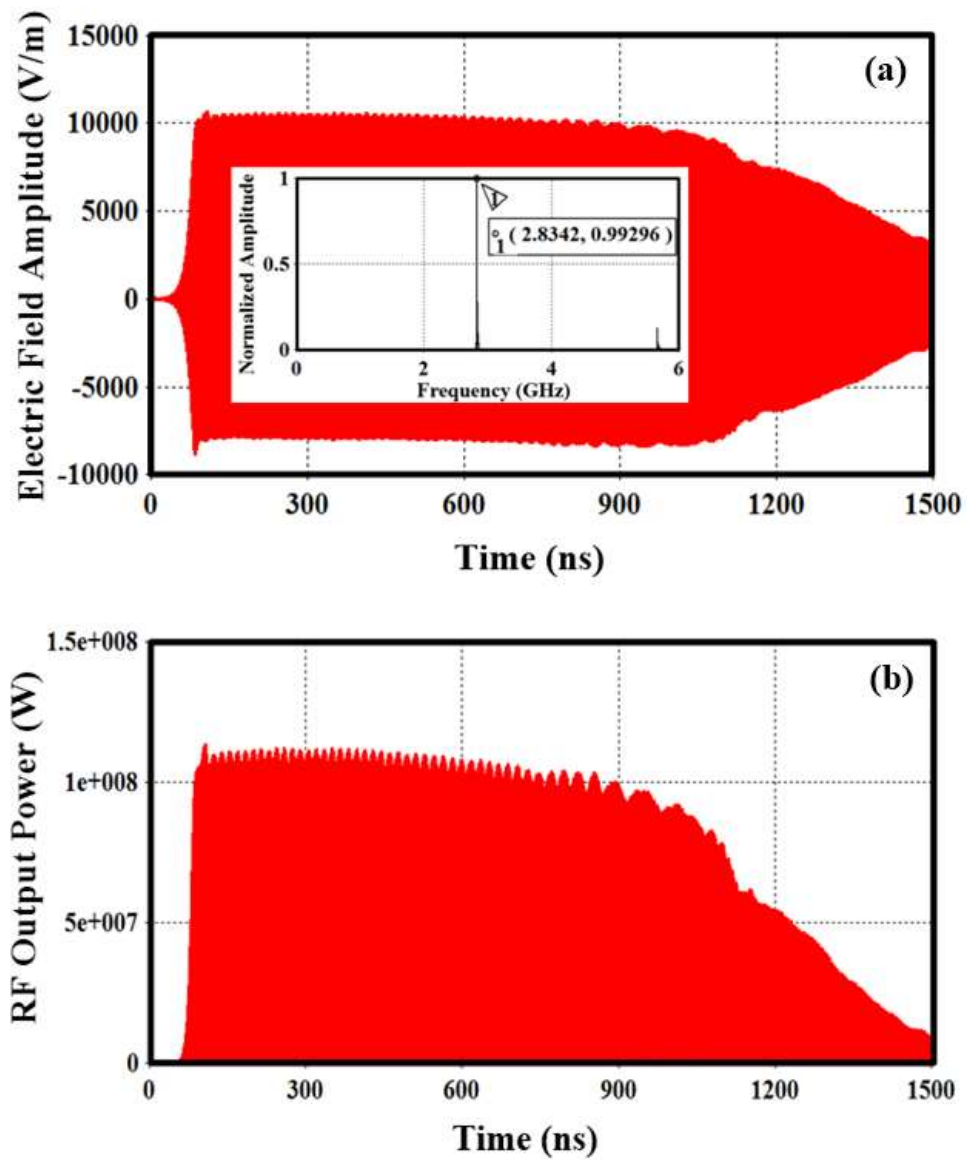 15000
(a)
10000
5000
0
-5000
-10000
Electric Field Amplitude (V/m)
1
0.5
0
Normalized Amplitude
1
1 ( 2.8342, 0.99296 )
0 2 4 6
Frequency (GHz)
0 300 600 900 1200 1500
Time (ns)
1.5e+008
(b)
1e+008
5e+007
0
RF Output Power (W)
0 300 600 900 1200 1500
Time (ns)